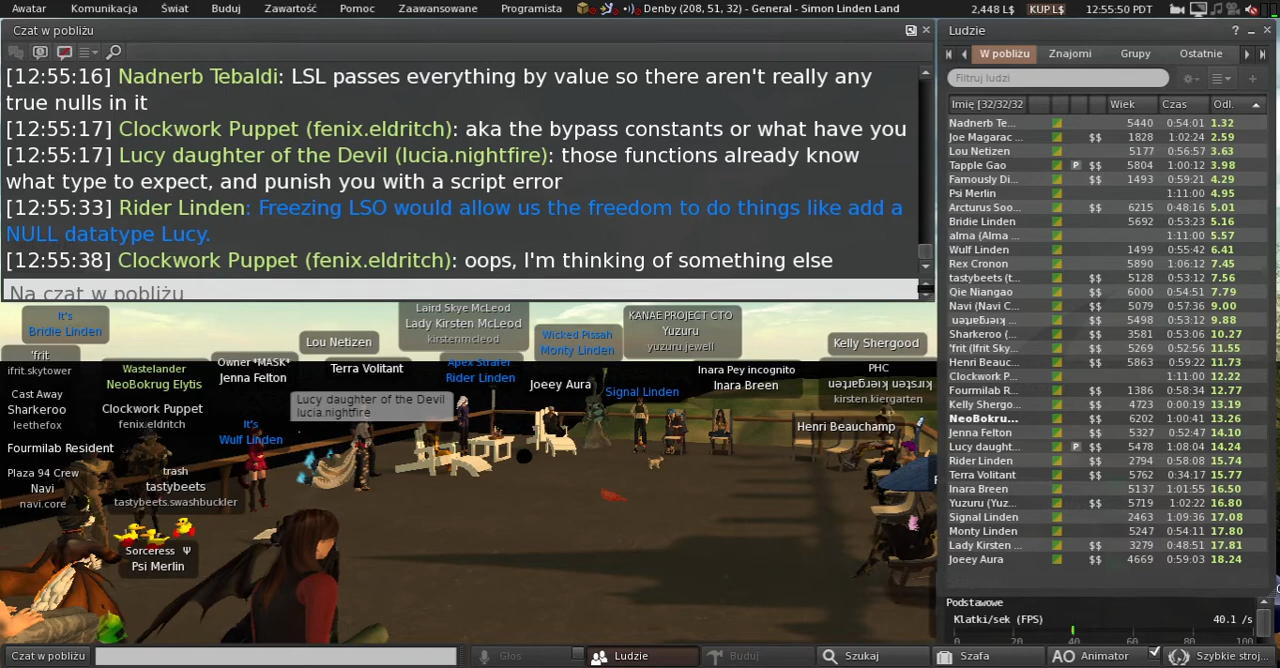 Awatar Komunikacja Świat Buduj Zawartość Pomoc Zaawansowane Programista Denby (208, 51, 32) - General - Simon Linden Land 2,448 L$ KUP L$ 12:55:50 PDT
Czat w pobliżu
[12:55:16] Nadnerb Tebaldi: LSL passes everything by value so there aren't really any
true nulls in it
[12:55:17] Clockwork Puppet (fenix.eldritch): aka the bypass constants or what have you
[12:55:17] Lucy daughter of the Devil (lucia.nightfire): those functions already know
what type to expect, and punish you with a script error
[12:55:33] Rider Linden: Freezing LSO would allow us the freedom to do things like add a
NULL datatype Lucy.
[12:55:38] Clockwork Puppet (fenix.eldritch): oops, I'm thinking of something else
Na czat w pobliżu
It's
Bridie Linden
Laird Skye McLeod
Lady Kirsten McLeod
kirstenmcleod
KANAE PROJECT CTO
Yuzuru
yuzuru.jewell
Lou Netizen
Wicked Pissah
Monty Linden
Kelly Shergood
'frit
ifrit.skytower
Wastelander
NeoBokrug Elytis
Owner *MASK*
Jenna Felton
Terra Volitant
Apex Strafer
Rider Linden
Joeey Aura
Signal Linden
Inara Pey incognito
Inara Breen
PHC
kirsten kiergarten
kirsten.kiergarten
Cast Away
Sharkeroo
leethefox
Clockwork Puppet
fenix.eldritch
Lucy daughter of the Devil
lucia.nightfire
It's
Wulf Linden
Henri Beauchamp
Fourmilab Resident
Plaza 94 Crew
Navi
navi.core
trash
tastybeets
tastybeets.swashbuckler
Sorceress Ψ
Psi Merlin
Ludzie
? _ ×
W pobliżu Znajomi Grupy Ostatnie
Filtruj ludzi
Imię [32/32/32 Wiek Czas Odl.
Nadnerb Te... 5440 0:54:01 1.32
Joe Magarac ... $$ 1828 1:02:24 2.59
Lou Netizen 5177 0:56:57 3.63
Tapple Gao P $$ 5804 1:00:12 3.98
Famously Di... $$ 1493 0:59:21 4.29
Psi Merlin 1:11:00 4.95
Arcturus Soo... $$ 6215 0:48:16 5.01
Bridie Linden 5692 0:53:23 5.16
alma (Alma ... 1:11:00 5.57
Wulf Linden 1499 0:55:42 6.41
Rex Cronon 5890 1:06:12 7.45
tastybeets (t... $$ 5128 0:53:12 7.56
Qie Niangao $$ 6000 0:54:51 7.79
Navi (Navi C... $$ 5079 0:57:36 9.00
$$ 5498 0:53:12 9.88
Sharkeroo (... $$ 3581 0:53:06 10.27
'frit (Ifrit Sky... $$ 5269 0:52:56 11.55
Henri Beauc... $$ 5863 0:59:22 11.73
Clockwork P... 1:11:00 12.22
Fourmilab R... $$ 1386 0:58:34 12.77
Kelly Shergo... $$ 4723 0:00:19 13.19
NeoBokru... $$ 6202 1:00:41 13.26
Jenna Felton $$ 5327 0:52:47 14.10
Lucy daught... P $$ 5478 1:08:04 14.24
Rider Linden $$ 2794 0:58:08 15.74
Terra Volitant $$ 5762 0:34:17 15.77
Inara Breen 5137 1:01:55 16.50
Yuzuru (Yuz... $$ 5719 1:02:22 16.80
Signal Linden 2463 1:09:36 17.08
Monty Linden 5247 0:54:11 17.80
Lady Kirsten ... $$ 3279 0:48:51 17.81
Joeey Aura $$ 4669 0:59:03 18.24
Podstawowe
Klatki/sek (FPS) 40.1 /s
0 20 40 60 80 100
Czat w pobliżu Głos Ludzie Buduj Szukaj Szafa AO Animator Szybkie stroj...